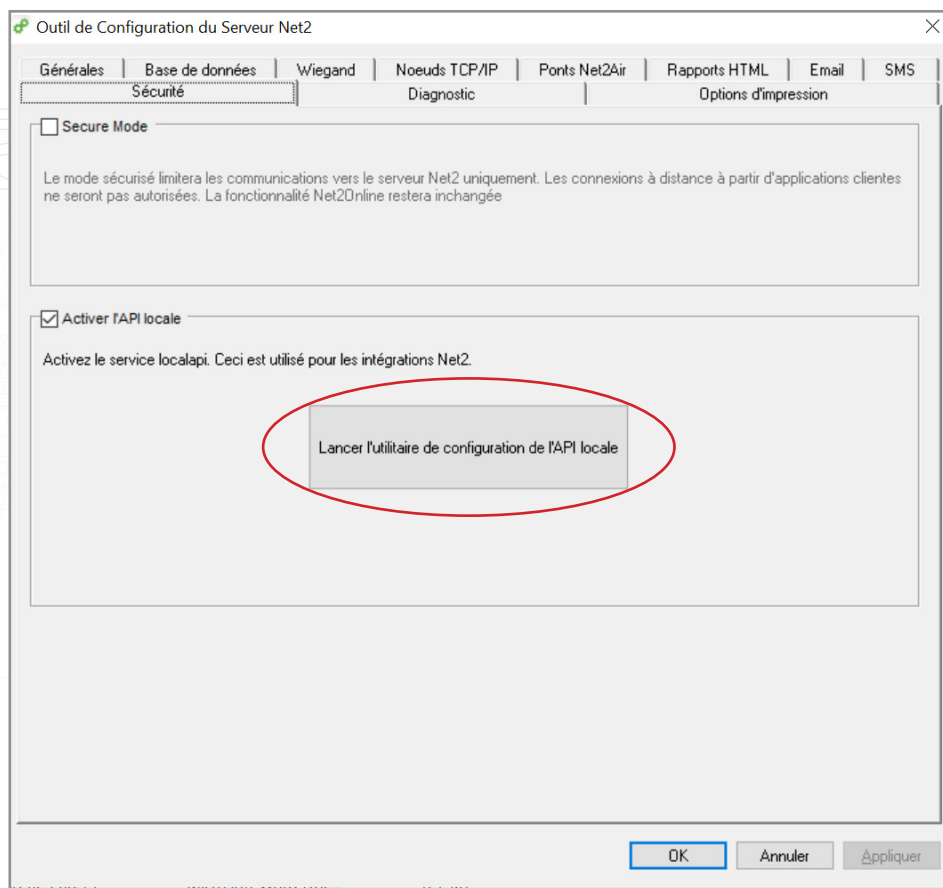 Outil de Configuration du Serveur Net2
Générales Base de données Wiegand Noeuds TCP/IP Ponts Net2Air Rapports HTML Email SMS
Sécurité Diagnostic Options d'impression
Secure Mode
Le mode sécurisé limitera les communications vers le serveur Net2 uniquement. Les connexions à distance à partir d'applications clientes
ne seront pas autorisées. La fonctionnalité Net2Online restera inchangée
Activer l'API locale
Activez le service localapi. Ceci est utilisé pour les intégrations Net2.
Lancer l'utilitaire de configuration de l'API locale
OK Annuler Appliquer